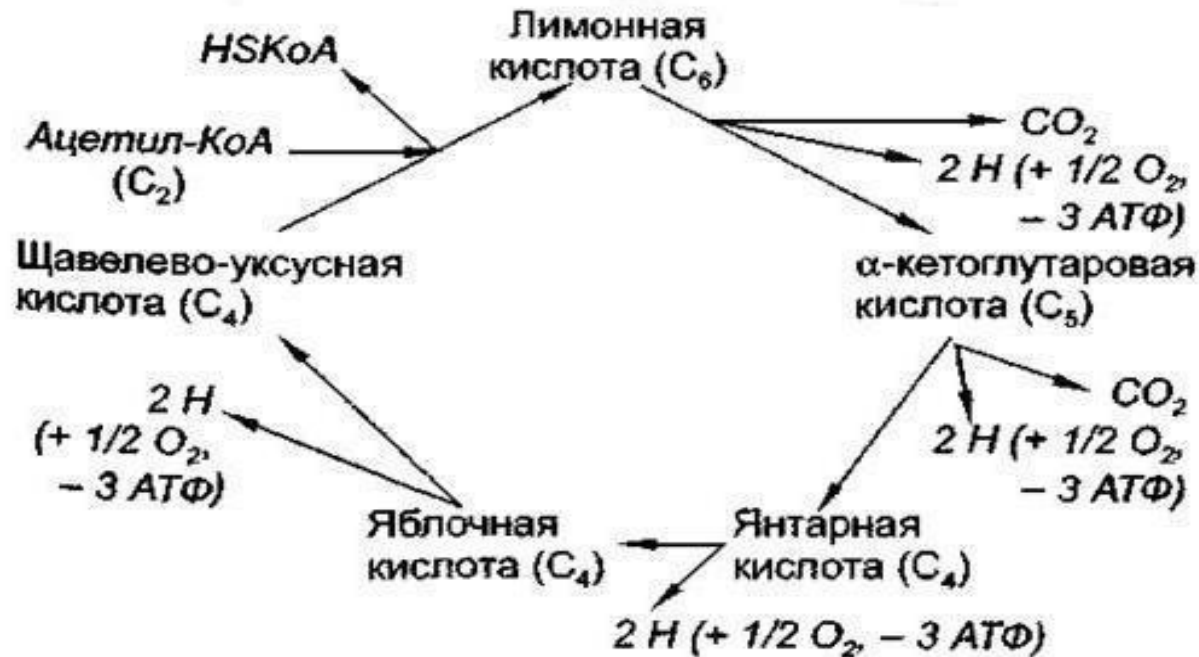 HSKoA
Лимонная
кислота (C₆)
Ацетил-КоА
(C₂)
CO₂
2 H (+ 1/2 O₂,
– 3 АТФ)
Щавелево-уксусная
кислота (C₄)
α-кетоглутаровая
кислота (C₅)
2 H
(+ 1/2 O₂,
– 3 АТФ)
CO₂
2 H (+ 1/2 O₂,
– 3 АТФ)
Яблочная
кислота (C₄)
Янтарная
кислота (C₄)
2 H (+ 1/2 O₂, – 3 АТФ)